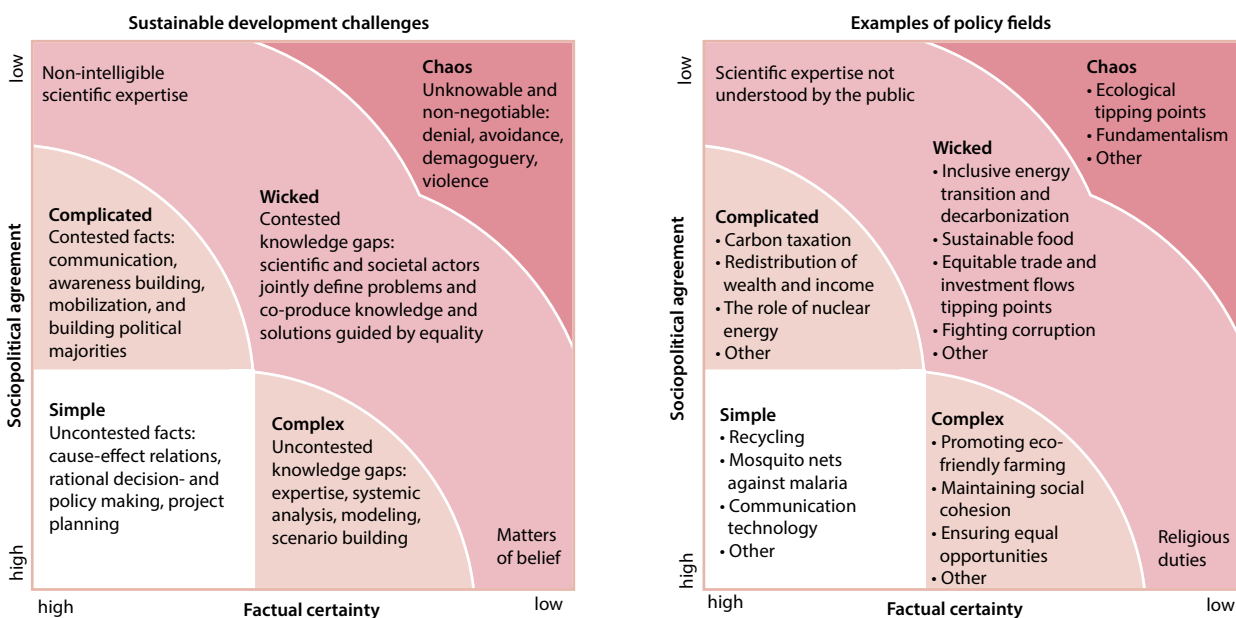 Sustainable development challenges
low
Non-intelligible
scientific expertise
Chaos
Unknowable and
non-negotiable:
denial, avoidance,
demagoguery,
violence
Wicked
Contested
knowledge gaps:
scientific and societal actors
jointly define problems and
co-produce knowledge and
solutions guided by equality
Complicated
Contested facts:
communication,
awareness building,
mobilization, and
building political
majorities
Sociopolitical agreement
Simple
Uncontested facts:
cause-effect relations,
rational decision- and
policy making, project
planning
Complex
Uncontested
knowledge gaps:
expertise, systemic
analysis, modeling,
scenario building
Matters
of belief
high
high
Factual certainty
low
Examples of policy fields
low
Scientific expertise not
understood by the public
Chaos
• Ecological
tipping points
• Fundamentalism
• Other
Wicked
• Inclusive energy
transition and
decarbonization
• Sustainable food
• Equitable trade and
investment flows
tipping points
• Fighting corruption
• Other
Complicated
• Carbon taxation
• Redistribution of
wealth and income
• The role of nuclear
energy
• Other
Sociopolitical agreement
Simple
• Recycling
• Mosquito nets
against malaria
• Communication
technology
• Other
Complex
• Promoting eco-
friendly farming
• Maintaining social
cohesion
• Ensuring equal
opportunities
• Other
Religious
duties
high
high
Factual certainty
low